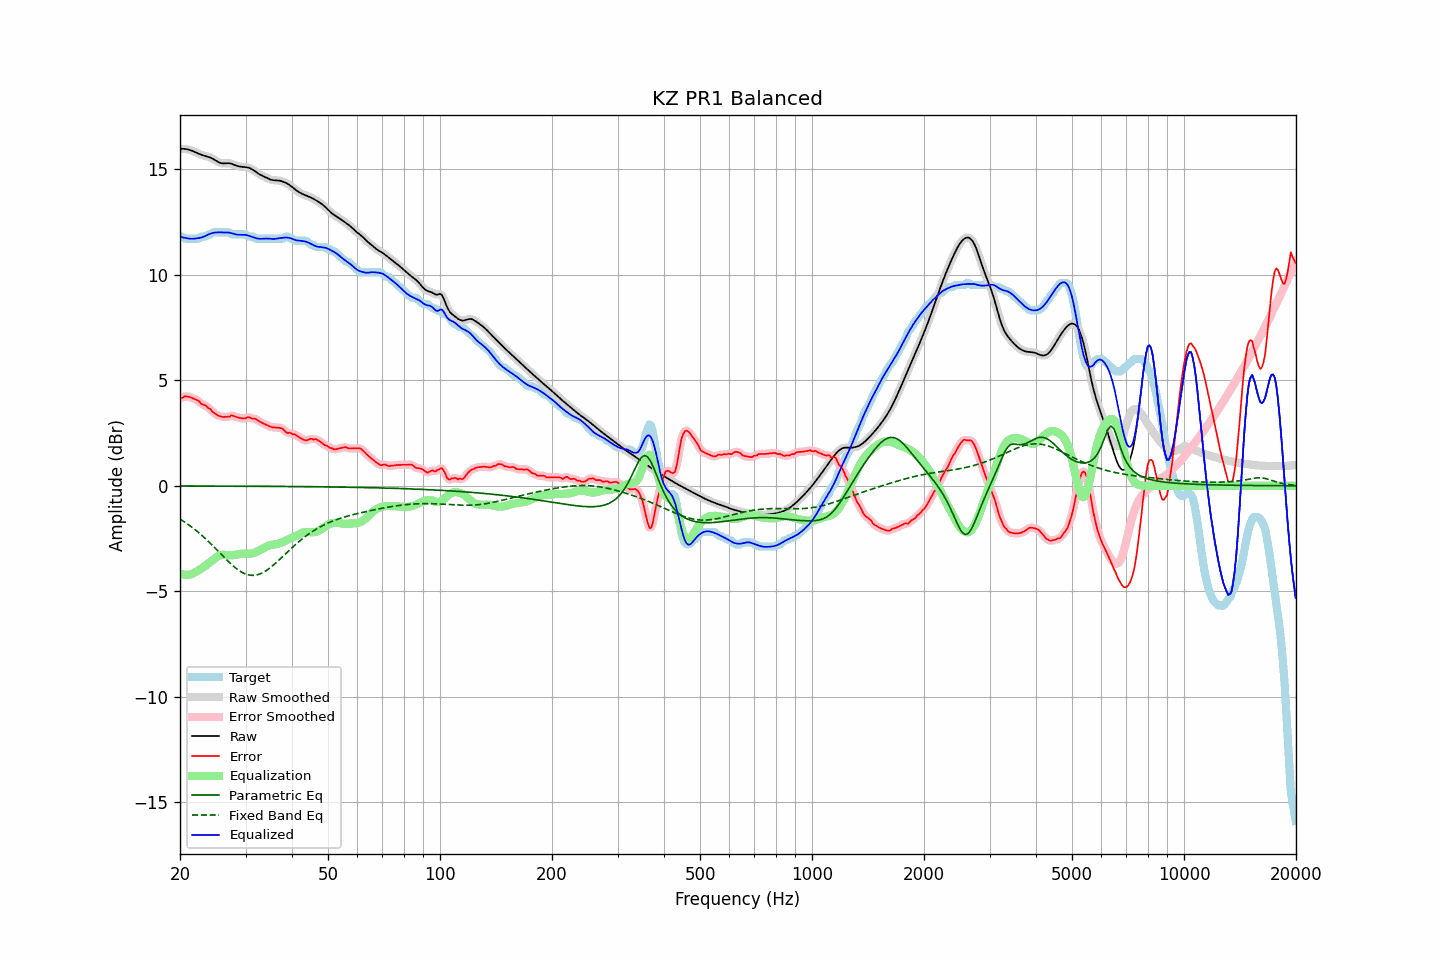 KZ PR1 Balanced
Amplitude (dBr)
15
10
5
0
−5
−10
−15
Target
Raw Smoothed
Error Smoothed
Raw
Error
Equalization
Parametric Eq
Fixed Band Eq
Equalized
20 50 100 200 500 1000 2000 5000 10000 20000
Frequency (Hz)